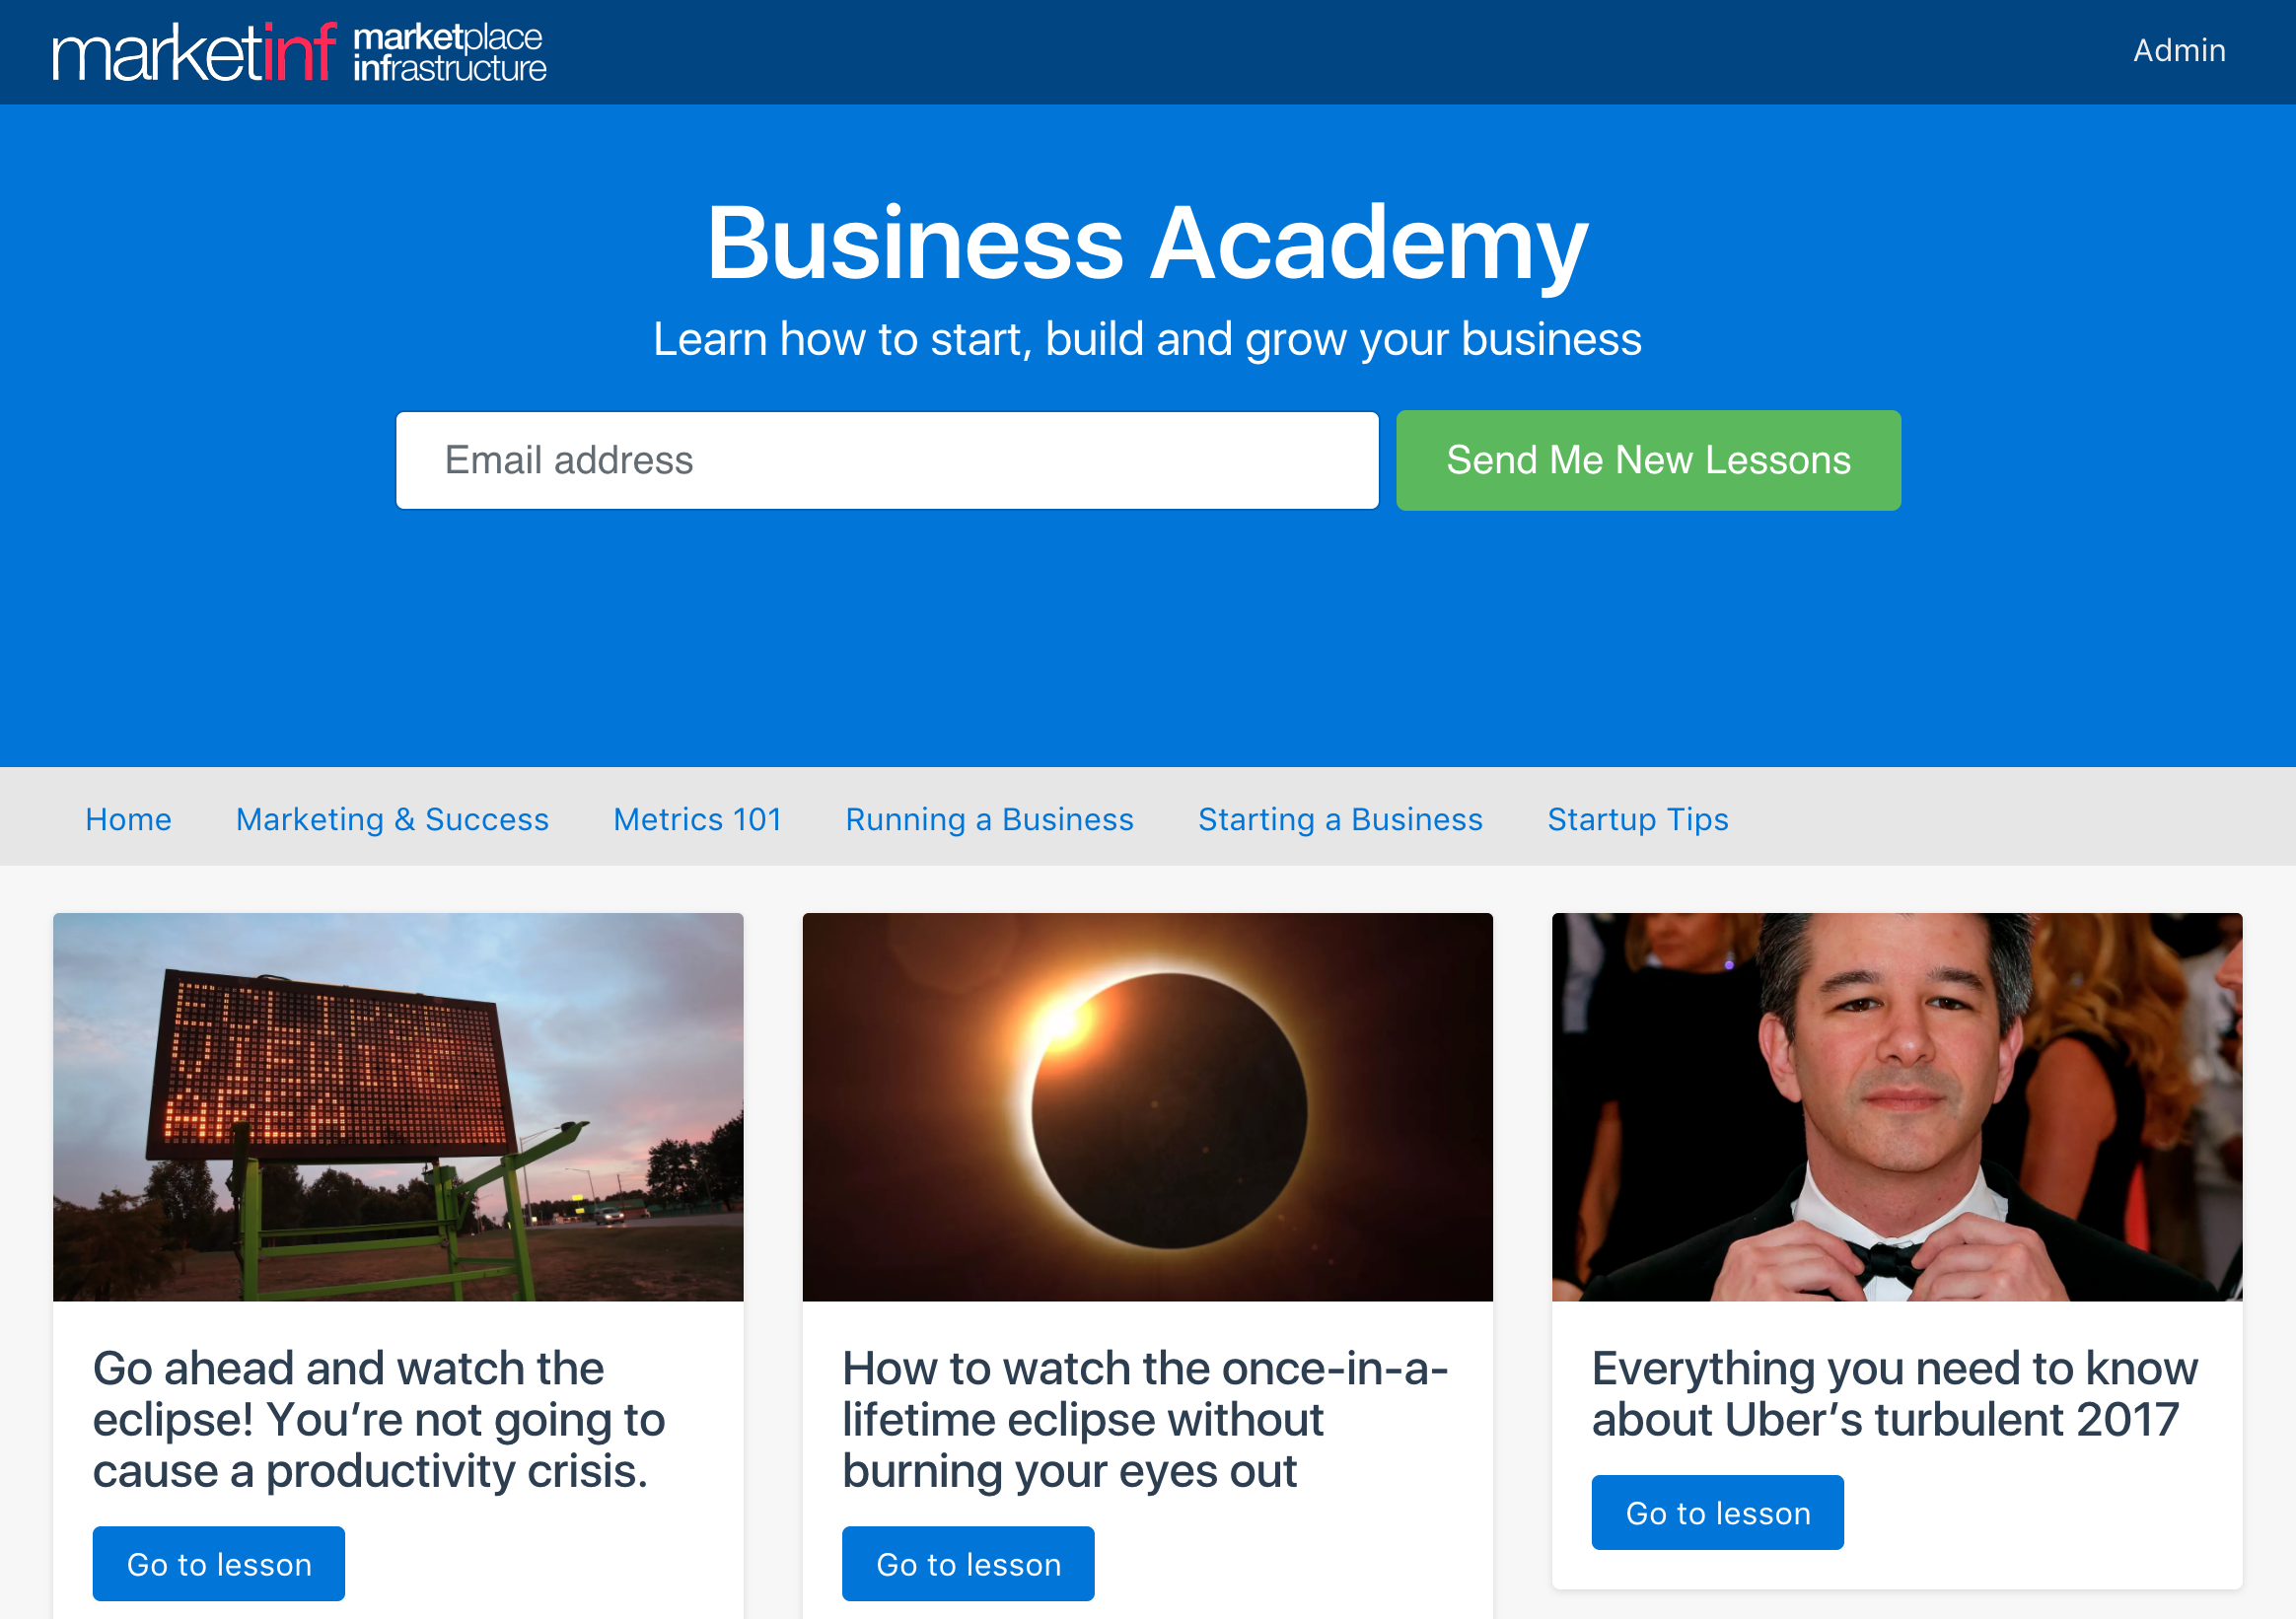 marketinf marketplace
infrastructure
Admin
Business Academy
Learn how to start, build and grow your business
Email address
Send Me New Lessons
Home Marketing & Success Metrics 101 Running a Business Starting a Business Startup Tips
ECLIPSE
VIEWING
AREA
Go ahead and watch the
eclipse! You’re not going to
cause a productivity crisis.
Go to lesson
How to watch the once-in-a-
lifetime eclipse without
burning your eyes out
Go to lesson
Everything you need to know
about Uber’s turbulent 2017
Go to lesson